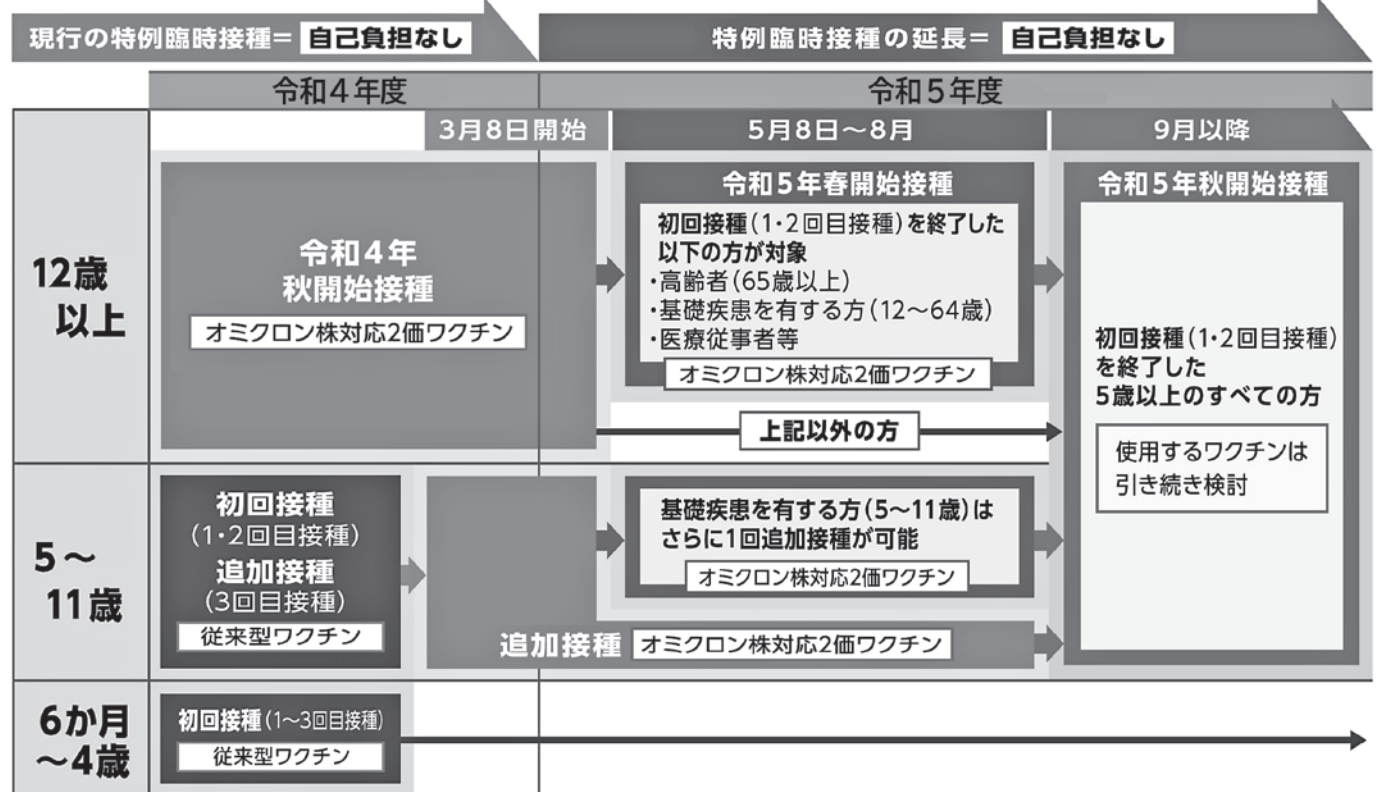 現行の特例臨時接種= 自己負担なし
特例臨時接種の延長= 自己負担なし
令和4年度
令和5年度
3月8日開始
5月8日～8月
9月以降
12歳
以上
令和4年
秋開始接種
オミクロン株対応2価ワクチン
令和5年春開始接種
初回接種(1・2回目接種)を終了した
以下の方が対象
・高齢者(65歳以上)
・基礎疾患を有する方(12～64歳)
・医療従事者等
オミクロン株対応2価ワクチン
上記以外の方
令和5年秋開始接種
初回接種(1・2回目接種)
を終了した
5歳以上のすべての方
使用するワクチンは
引き続き検討
5～
11歳
初回接種
(1・2回目接種)
追加接種
(3回目接種)
従来型ワクチン
基礎疾患を有する方(5～11歳)は
さらに1回追加接種が可能
オミクロン株対応2価ワクチン
追加接種 オミクロン株対応2価ワクチン
6か月
～4歳
初回接種(1～3回目接種)
従来型ワクチン